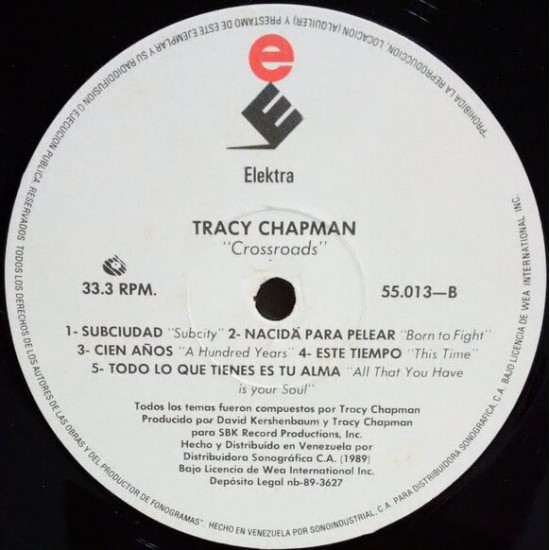 e
E
Elektra
TRACY CHAPMAN
"Crossroads"
33.3 RPM.
55.013—B
1- SUBCIUDAD "Subcity" 2- NACIDA PARA PELEAR "Born to Fight"
3- CIEN AÑOS "A Hundred Years" 4- ESTE TIEMPO "This Time"
5- TODO LO QUE TIENES ES TU ALMA "All That You Have
is your Soul"
Todos los temas fueron compuestos por Tracy Chapman
Producido por David Kershenbaum y Tracy Chapman
para SBK Record Productions, Inc.
Hecho y Distribuído en Venezuela por
Distribuidora Sonográfica C.A. (1989)
Bajo Licencia de Wea International Inc.
Depósito Legal nb-89-3627
"PROHIBIDA LA REPRODUCCION, LOCACION (ALQUILER) Y PRESTAMO DE ESTE EJEMPLAR Y SU RADIODIFUSION O EJECUCION PUBLICA. RESERVADOS TODOS LOS DERECHOS DE LOS AUTORES DE LAS OBRAS Y DEL PRODUCTOR DE FONOGRAMAS". HECHO EN VENEZUELA POR SONOINDUSTRIAL, C.A. PARA DISTRIBUIDORA SONOGRAFICA C.A. BAJO LICENCIA DE WEA INTERNATIONAL INC.